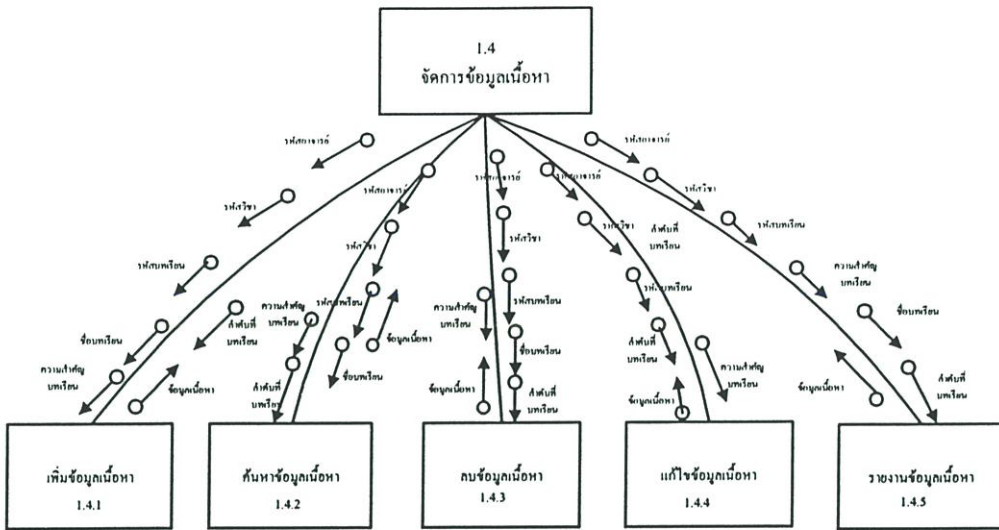 1.4
จัดการข้อมูลเนื้อหา
รหัสอาจารย์
รหัสวิชา
รหัสบทเรียน
ชื่อบทเรียน
ความสำคัญ
บทเรียน
ลำดับที่
บทเรียน
ข้อมูลเนื้อหา
รหัสอาจารย์
รหัสวิชา
รหัสบทเรียน
ความสำคัญ
บทเรียน
ชื่อบทเรียน
ข้อมูลเนื้อหา
ลำดับที่
บทเรียน
รหัสอาจารย์
รหัสวิชา
รหัสบทเรียน
ความสำคัญ
บทเรียน
ชื่อบทเรียน
ข้อมูลเนื้อหา
ลำดับที่
บทเรียน
รหัสอาจารย์
รหัสวิชา
ลำดับที่
บทเรียน
รหัสบทเรียน
ลำดับที่
บทเรียน
ความสำคัญ
บทเรียน
ข้อมูลเนื้อหา
รหัสอาจารย์
รหัสวิชา
รหัสบทเรียน
ความสำคัญ
บทเรียน
ชื่อบทเรียน
ลำดับที่
บทเรียน
ข้อมูลเนื้อหา
เพิ่มข้อมูลเนื้อหา
1.4.1
ค้นหาข้อมูลเนื้อหา
1.4.2
ลบข้อมูลเนื้อหา
1.4.3
แก้ไขข้อมูลเนื้อหา
1.4.4
รายงานข้อมูลเนื้อหา
1.4.5